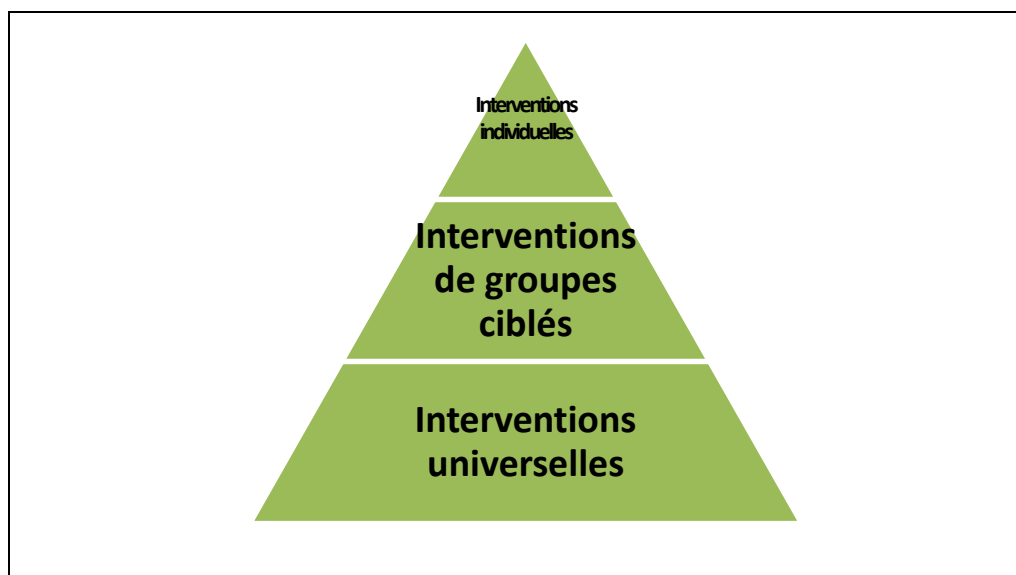 Interventions
individuelles
Interventions
de groupes
ciblés
Interventions
universelles